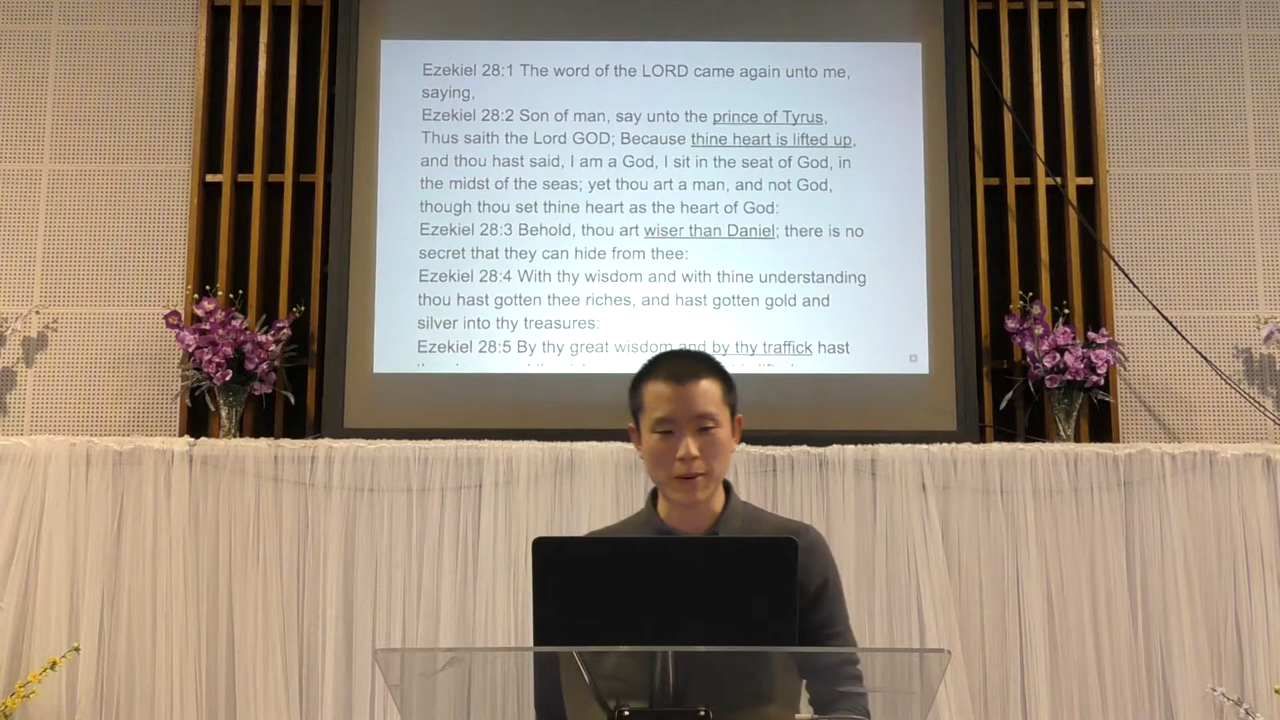 Ezekiel 28:1 The word of the LORD came again unto me,
saying,
Ezekiel 28:2 Son of man, say unto the prince of Tyrus,
Thus saith the Lord GOD; Because thine heart is lifted up,
and thou hast said, I am a God, I sit in the seat of God, in
the midst of the seas; yet thou art a man, and not God,
though thou set thine heart as the heart of God:
Ezekiel 28:3 Behold, thou art wiser than Daniel; there is no
secret that they can hide from thee:
Ezekiel 28:4 With thy wisdom and with thine understanding
thou hast gotten thee riches, and hast gotten gold and
silver into thy treasures:
Ezekiel 28:5 By thy great wisdom and by thy traffick hast